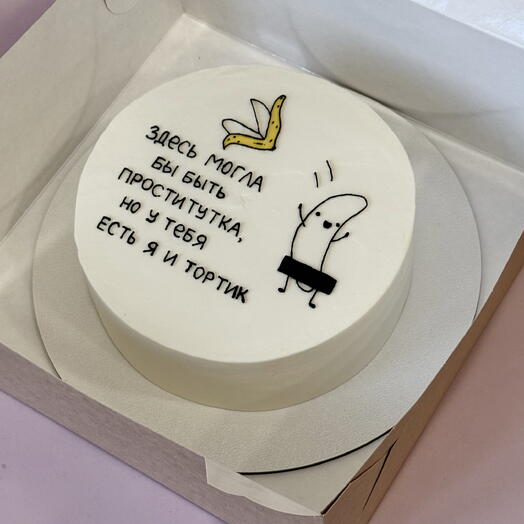 ЗДЕСЬ МОГЛА
БЫ БЫТЬ
ПРОСТИТУТКА,
НО У ТЕБЯ
ЕСТЬ Я И ТОРТИК